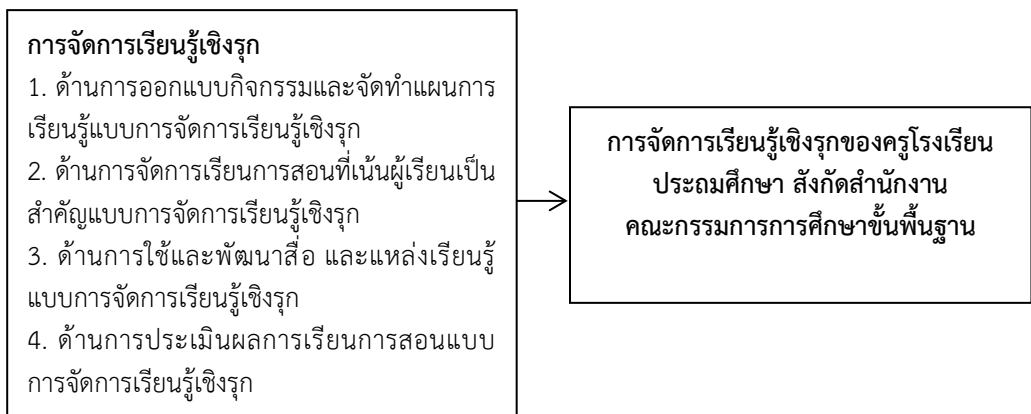 การจัดการเรียนรู้เชิงรุก
1. ด้านการออกแบบกิจกรรมและจัดทำแผนการ
เรียนรู้แบบการจัดการเรียนรู้เชิงรุก
2. ด้านการจัดการเรียนการสอนที่เน้นผู้เรียนเป็น
สำคัญแบบการจัดการเรียนรู้เชิงรุก
3. ด้านการใช้และพัฒนาสื่อ และแหล่งเรียนรู้
แบบการจัดการเรียนรู้เชิงรุก
4. ด้านการประเมินผลการเรียนการสอนแบบ
การจัดการเรียนรู้เชิงรุก
การจัดการเรียนรู้เชิงรุกของครูโรงเรียน
ประถมศึกษา สังกัดสำนักงาน
คณะกรรมการการศึกษาขั้นพื้นฐาน